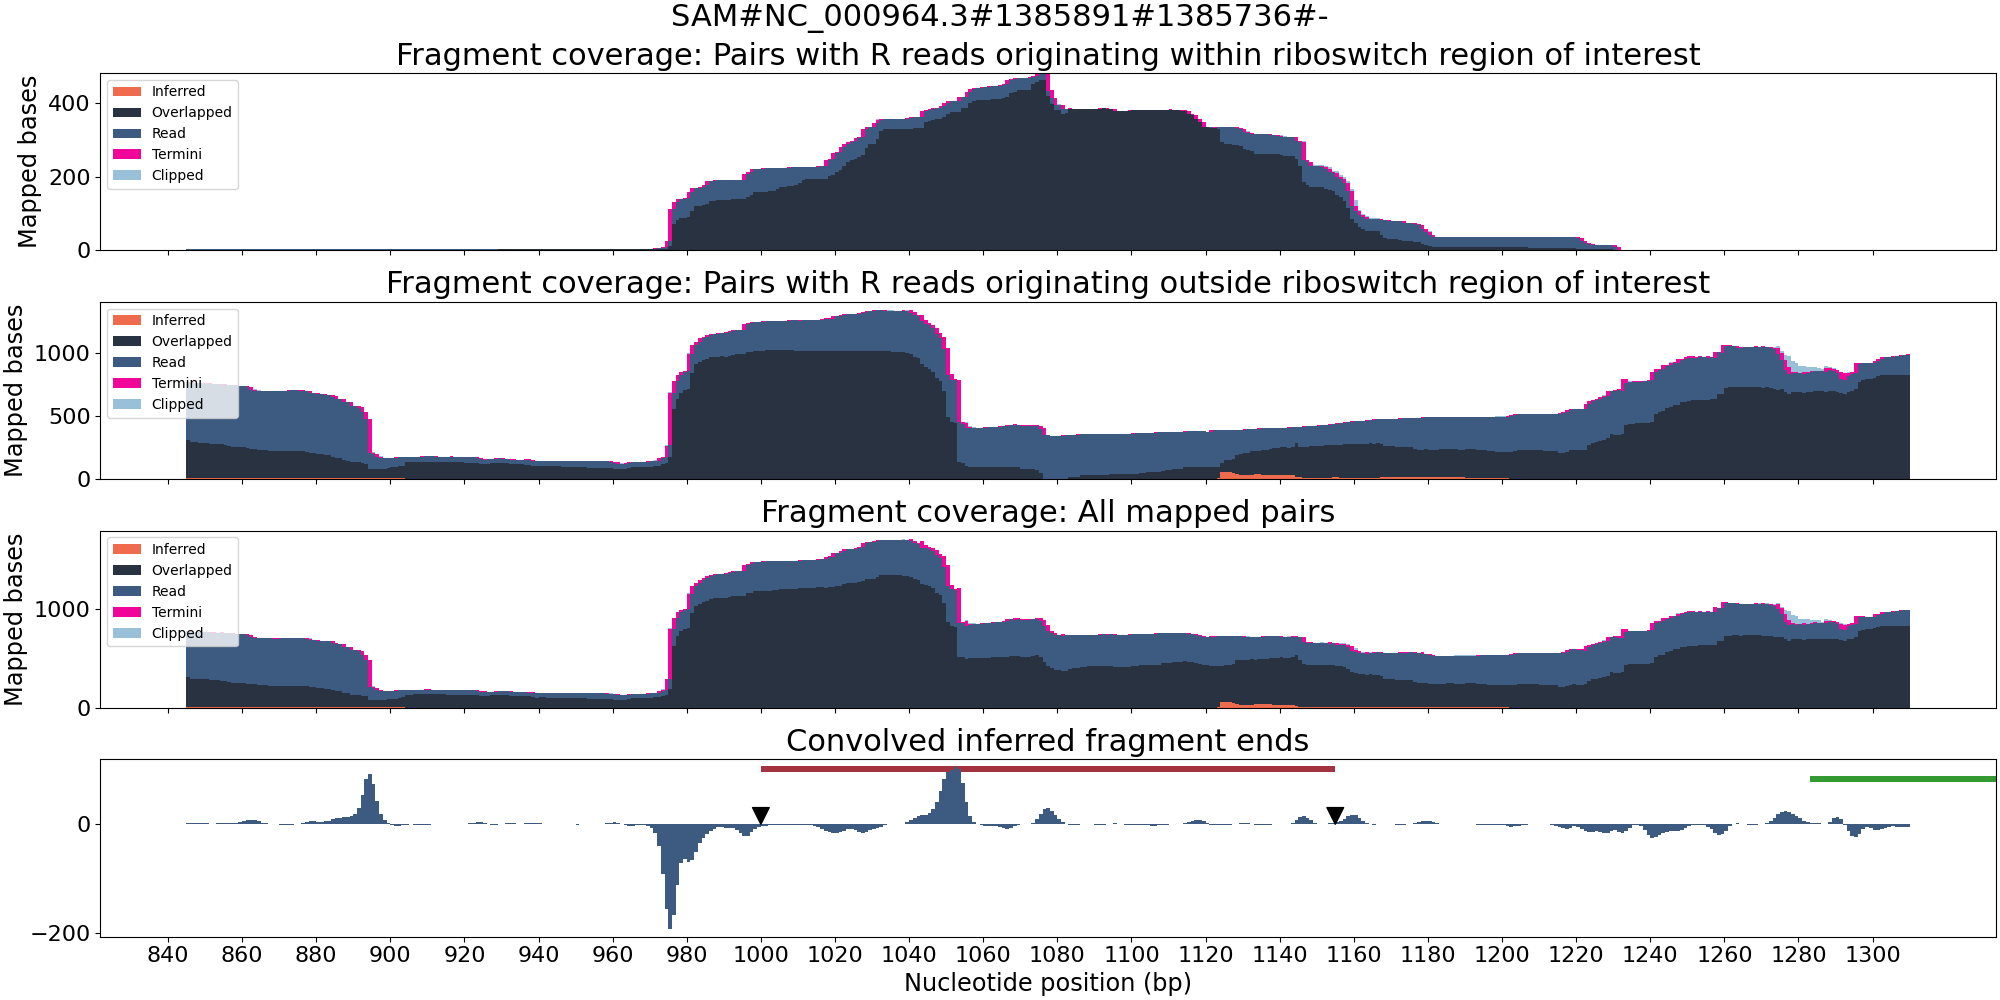 SAM#NC_000964.3#1385891#1385736#-
Fragment coverage: Pairs with R reads originating within riboswitch region of interest
Mapped bases
400
200
0
Inferred
Overlapped
Read
Termini
Clipped
Fragment coverage: Pairs with R reads originating outside riboswitch region of interest
Mapped bases
1000
500
0
Inferred
Overlapped
Read
Termini
Clipped
Fragment coverage: All mapped pairs
Mapped bases
1000
0
Inferred
Overlapped
Read
Termini
Clipped
Convolved inferred fragment ends
0
−200
840 860 880 900 920 940 960 980 1000 1020 1040 1060 1080 1100 1120 1140 1160 1180 1200 1220 1240 1260 1280 1300
Nucleotide position (bp)